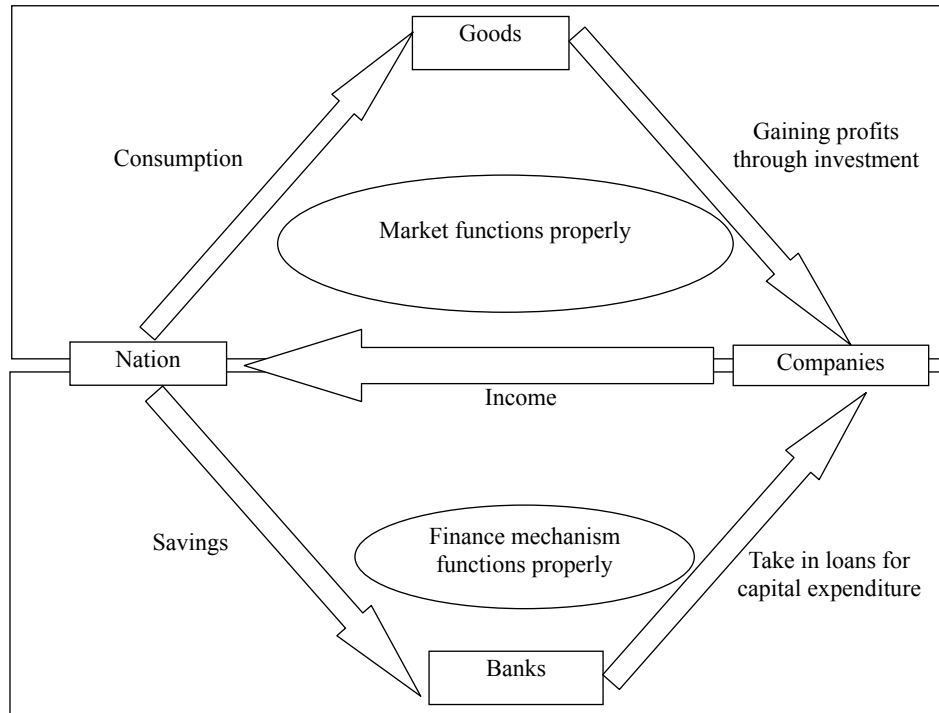 Goods
Consumption
Gaining profits
through investment
Market functions properly
Nation
Companies
Income
Savings
Finance mechanism
functions properly
Take in loans for
capital expenditure
Banks